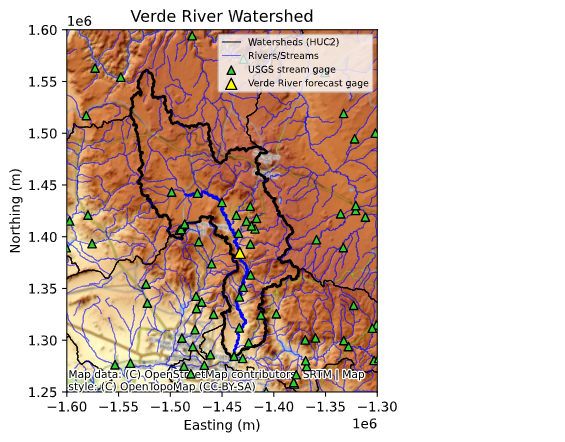 Verde River Watershed
1e6
Watersheds (HUC2)
Rivers/Streams
USGS stream gage
Verde River forecast gage
1.60
1.55
1.50
1.45
1.40
1.35
1.30
1.25
Northing (m)
Map data: (C) OpenStreetMap contributors, SRTM | Map
style: (C) OpenTopoMap (CC-BY-SA)
−1.60 −1.55 −1.50 −1.45 −1.40 −1.35 −1.30
1e6
Easting (m)